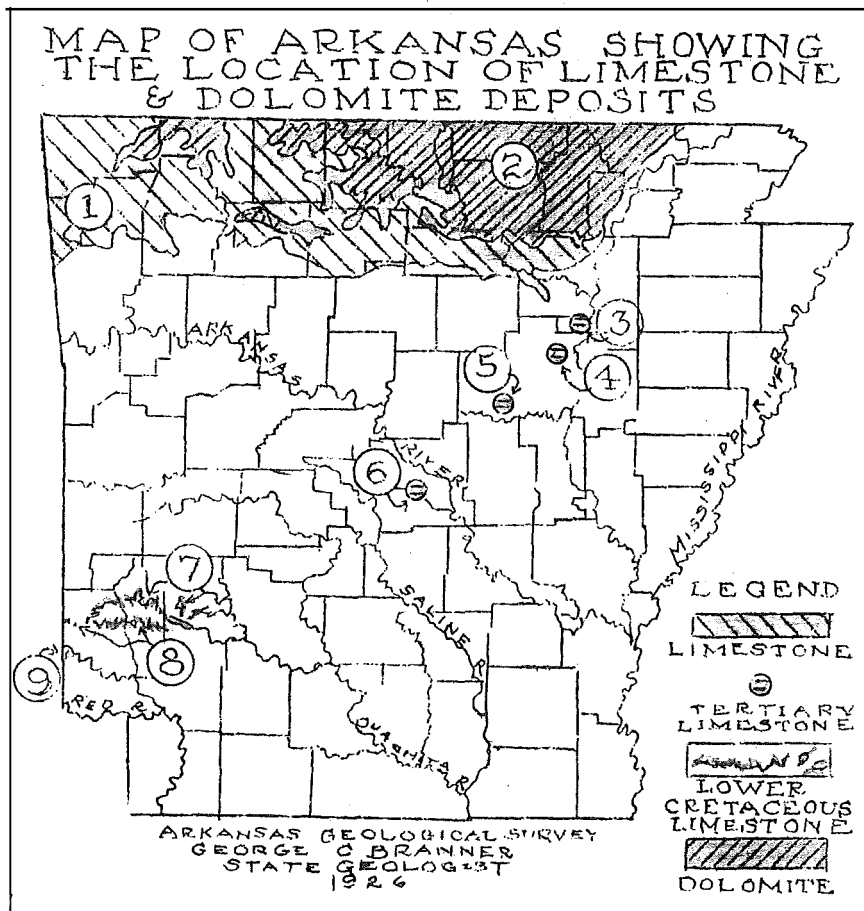 MAP OF ARKANSAS SHOWING
THE LOCATION OF LIMESTONE
& DOLOMITE DEPOSITS
1
2
3
4
5
6
7
8
9
ARKANSAS
RIVER
MISSISSIPPI RIVER
SALINE R.
OUACHITA R.
RED R.
LEGEND
LIMESTONE
TERTIARY
LIMESTONE
LOWER
CRETACEOUS
LIMESTONE
DOLOMITE
ARKANSAS GEOLOGICAL SURVEY
GEORGE C BRANNER
STATE GEOLOGIST
1926